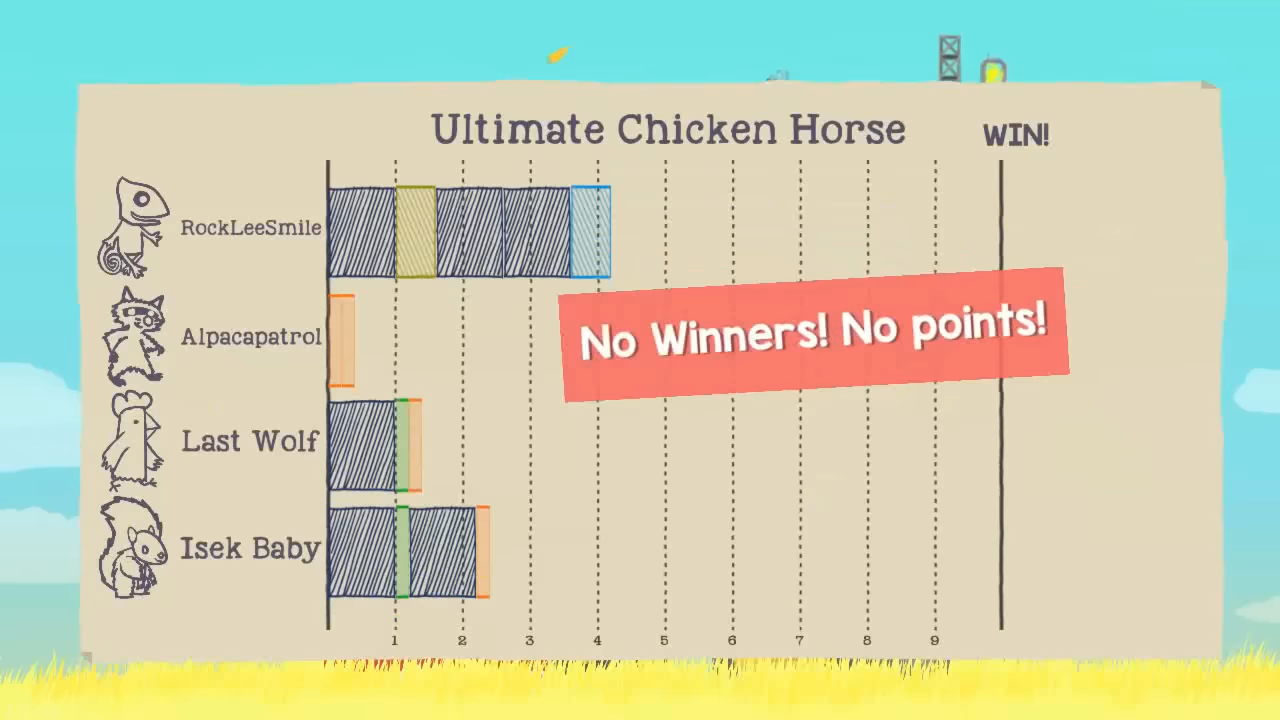 Ultimate Chicken Horse
WIN!
RockLeeSmile
Alpacapatrol
No Winners! No points!
Last Wolf
Isek Baby
1 2 3 4 5 6 7 8 9